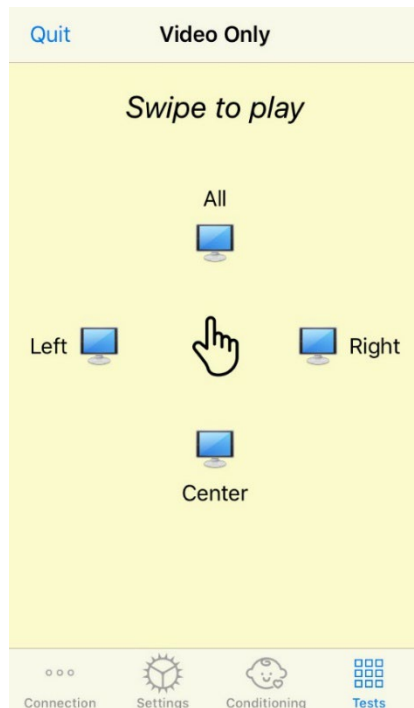 Quit Video Only
Swipe to play
All
Left Right
Center
Connection Settings Conditioning Tests